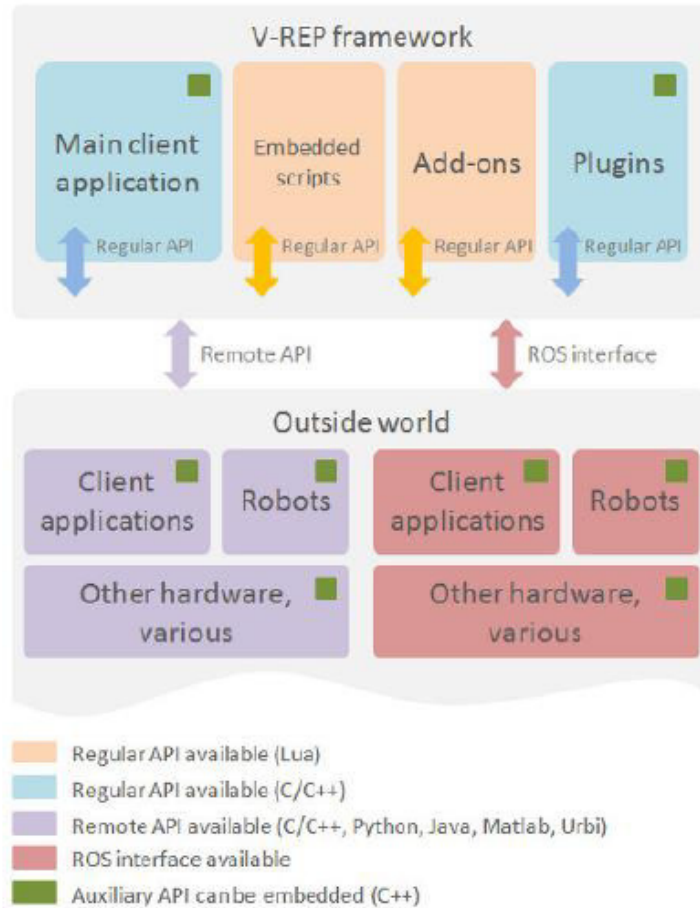 V-REP framework
Main client
application
Regular API
Embedded
scripts
Regular API
Add-ons
Regular API
Plugins
Regular API
Remote API
ROS interface
Outside world
Client
applications
Robots
Other hardware,
various
Client
applications
Robots
Other hardware,
various
Regular API available (Lua)
Regular API available (C/C++)
Remote API available (C/C++, Python, Java, Matlab, Urbi)
ROS interface available
Auxiliary API can be embedded (C++)